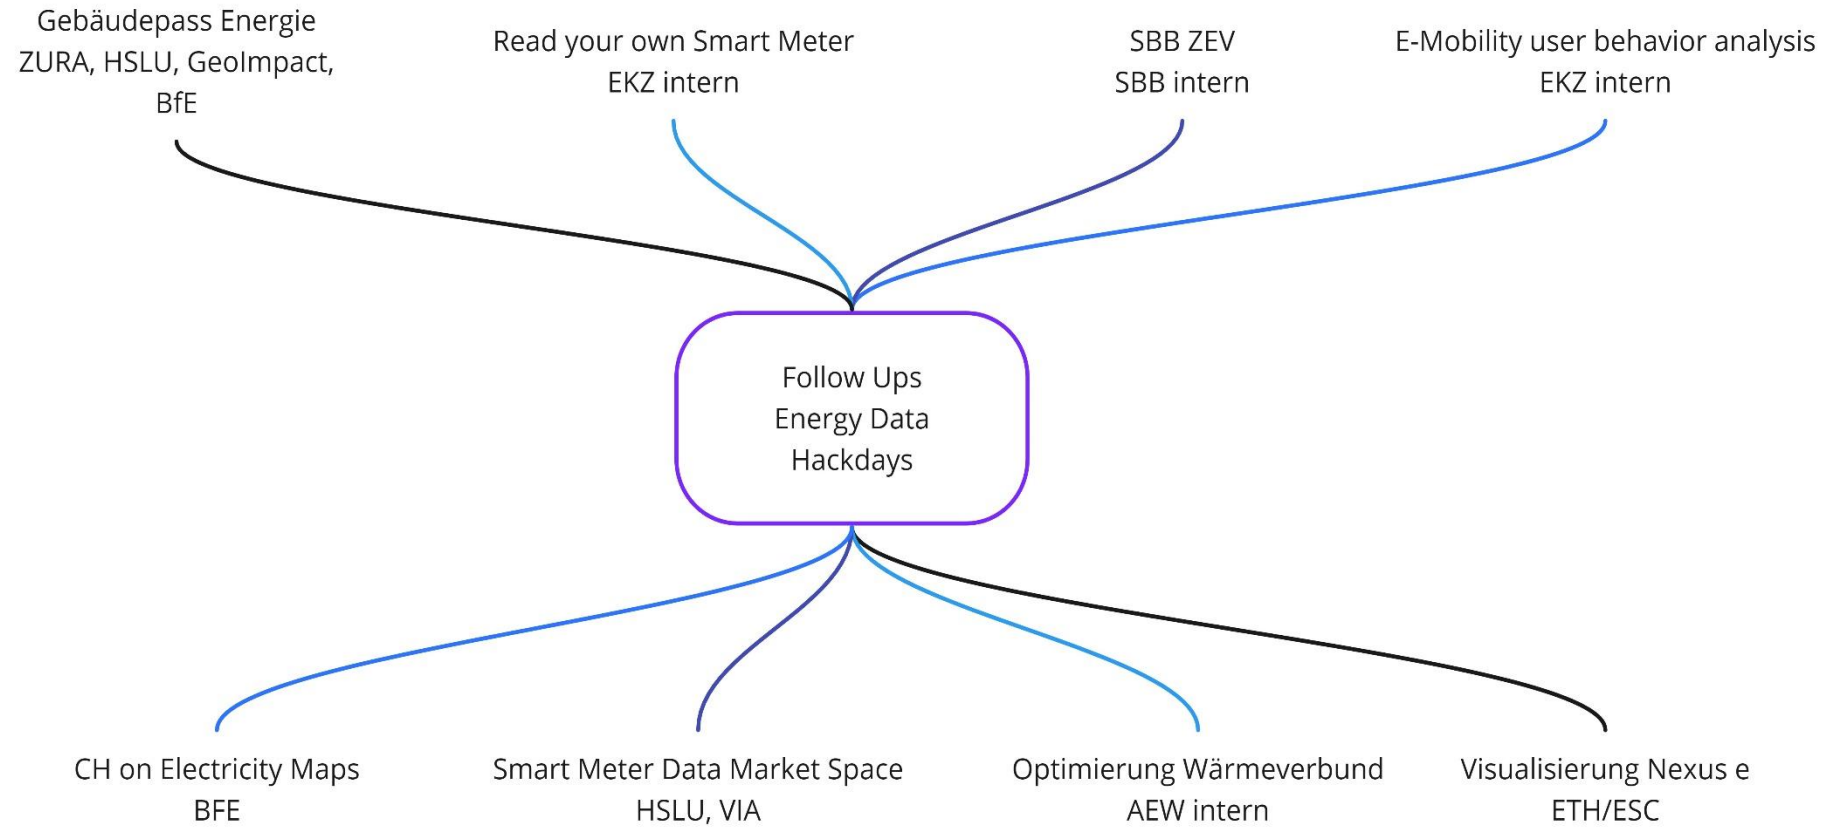 Gebäudepass Energie
ZURA, HSLU, GeoImpact,
BfE
Read your own Smart Meter
EKZ intern
SBB ZEV
SBB intern
E-Mobility user behavior analysis
EKZ intern
Follow Ups
Energy Data
Hackdays
CH on Electricity Maps
BFE
Smart Meter Data Market Space
HSLU, VIA
Optimierung Wärmeverbund
AEW intern
Visualisierung Nexus e
ETH/ESC